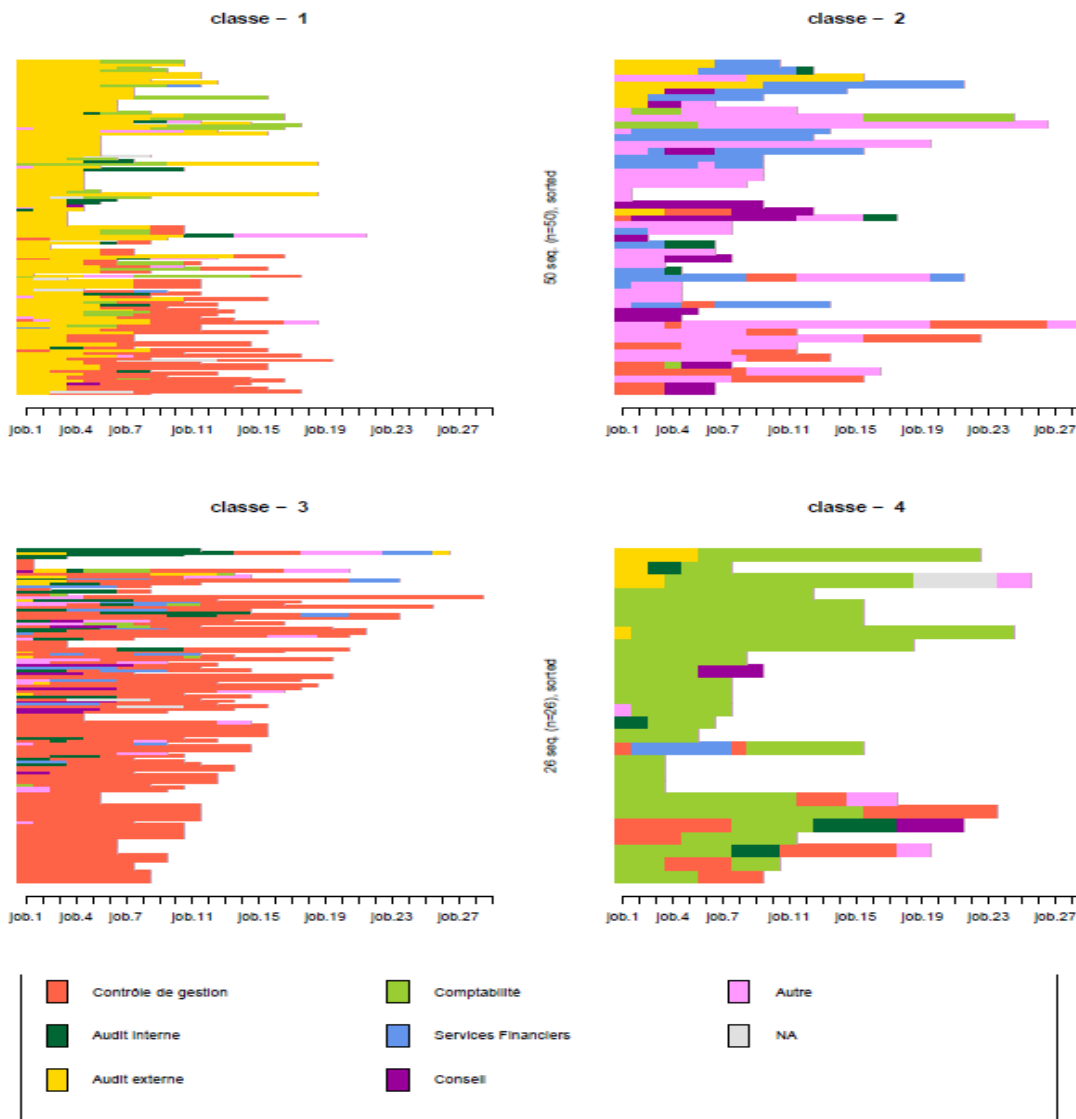 classe – 1
classe – 2
50 seq. (n=50), sorted
job.1 job.4 job.7 job.11 job.15 job.19 job.23 job.27
job.1 job.4 job.7 job.11 job.15 job.19 job.23 job.27
classe – 3
classe – 4
26 seq. (n=26), sorted
job.1 job.4 job.7 job.11 job.15 job.19 job.23 job.27
job.1 job.4 job.7 job.11 job.15 job.19 job.23 job.27
Contrôle de gestion
Comptabilité
Autre
Audit interne
Services Financiers
NA
Audit externe
Conseil